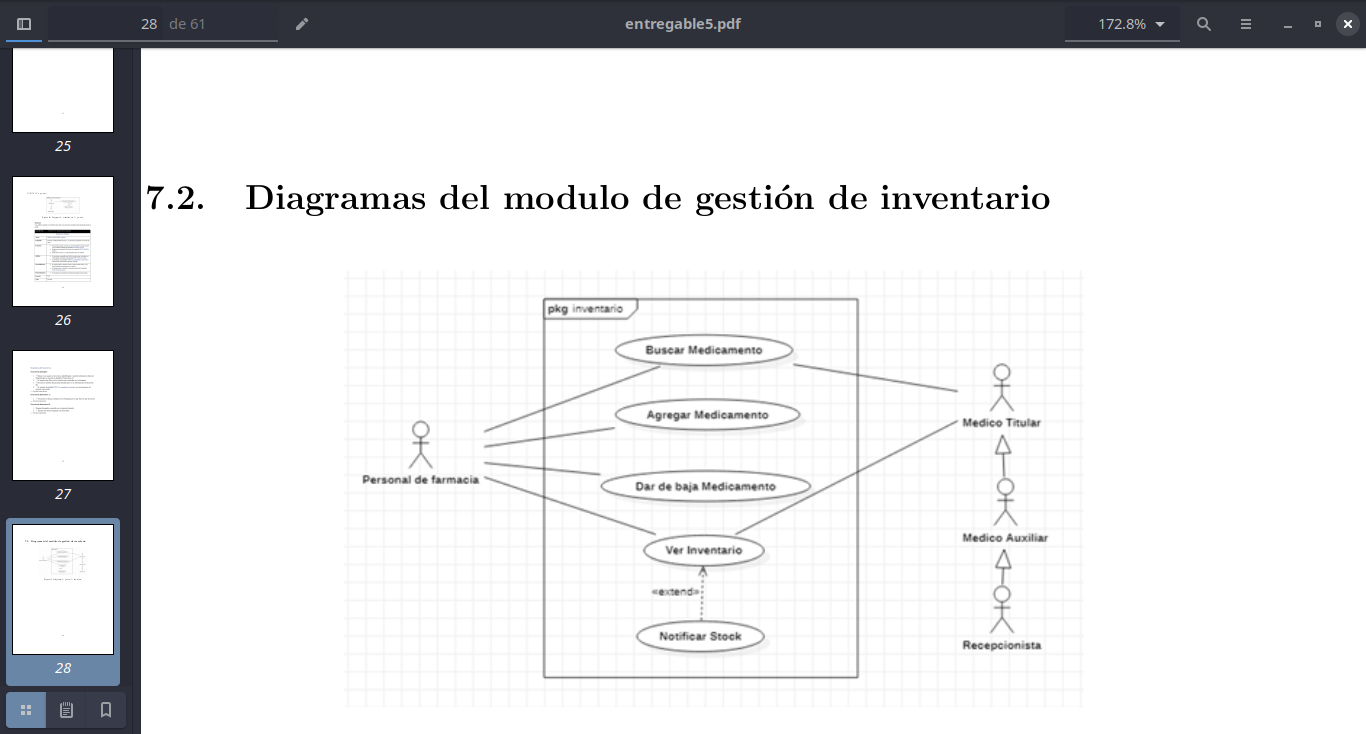 28 de 61
entregable5.pdf
172.8%
25
26
27
28
7.2. Diagramas del modulo de gestión de inventario
pkg inventario
Buscar Medicamento
Agregar Medicamento
Dar de baja Medicamento
Ver Inventario
«extend»
Notificar Stock
Personal de farmacia
Medico Titular
Medico Auxiliar
Recepcionista